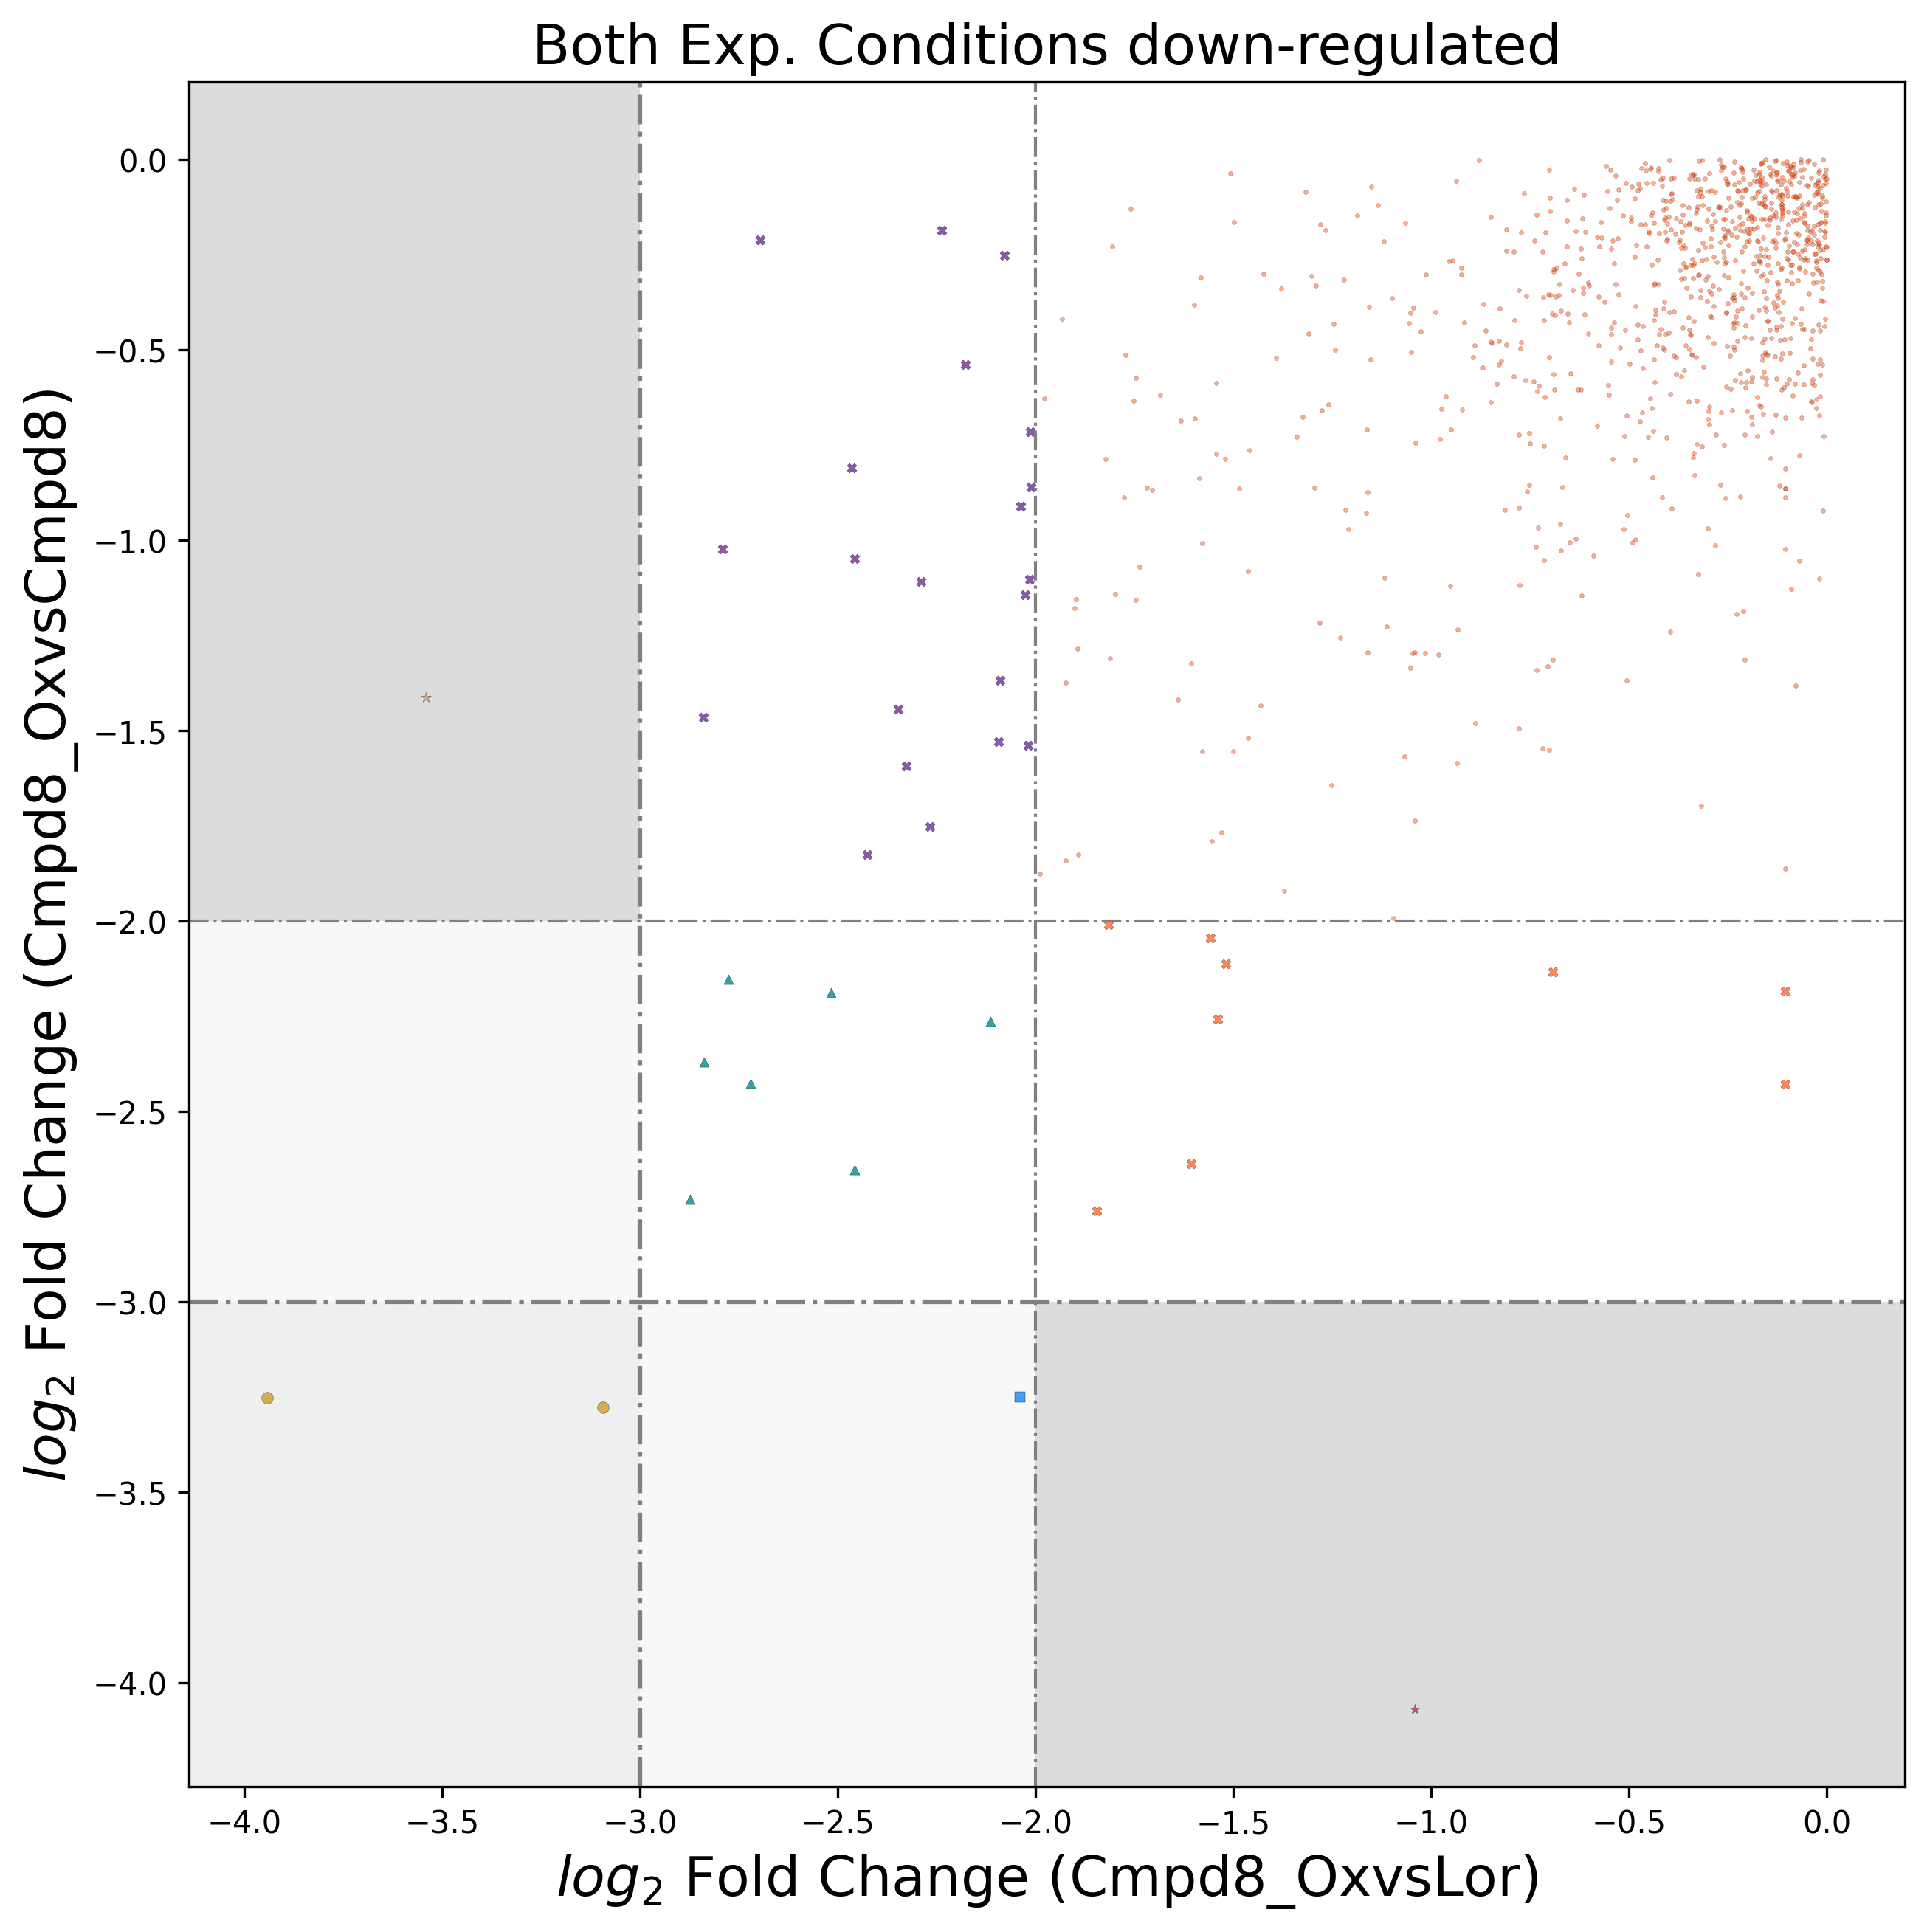 Both Exp. Conditions down-regulated
log2 Fold Change (Cmpd8_OxvsCmpd8)
0.0
−0.5
−1.0
−1.5
−2.0
−2.5
−3.0
−3.5
−4.0
−4.0 −3.5 −3.0 −2.5 −2.0 −1.5 −1.0 −0.5 0.0
log2 Fold Change (Cmpd8_OxvsLor)